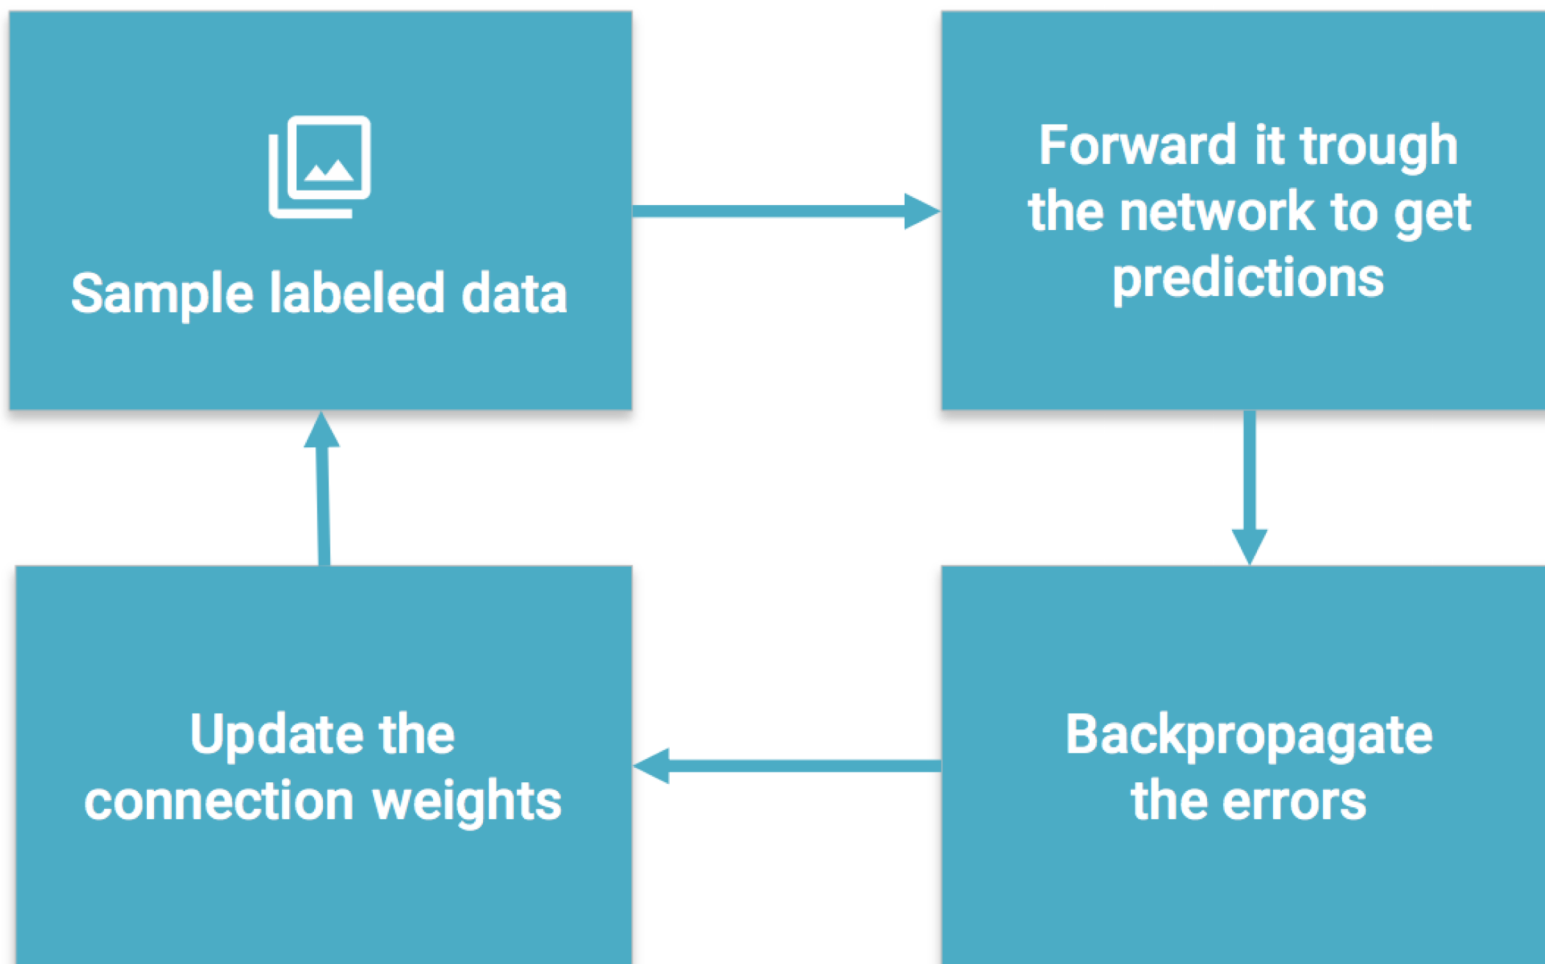 Sample labeled data
Forward it trough
the network to get
predictions
Backpropagate
the errors
Update the
connection weights